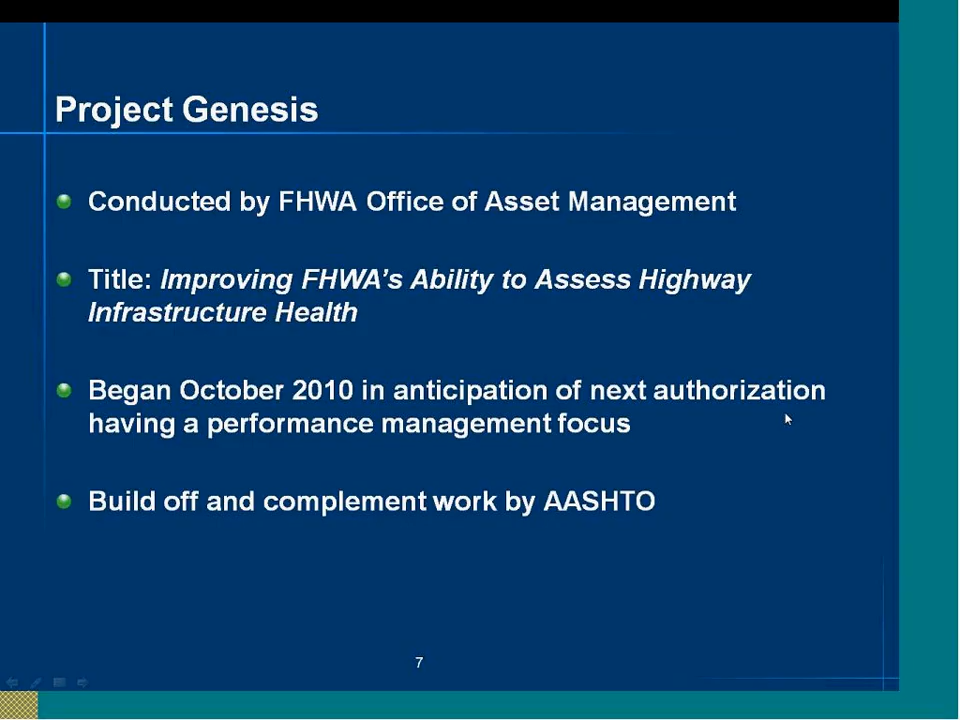 Project Genesis
Conducted by FHWA Office of Asset Management
Title: Improving FHWA's Ability to Assess Highway
Infrastructure Health
Began October 2010 in anticipation of next authorization
having a performance management focus
Build off and complement work by AASHTO
7